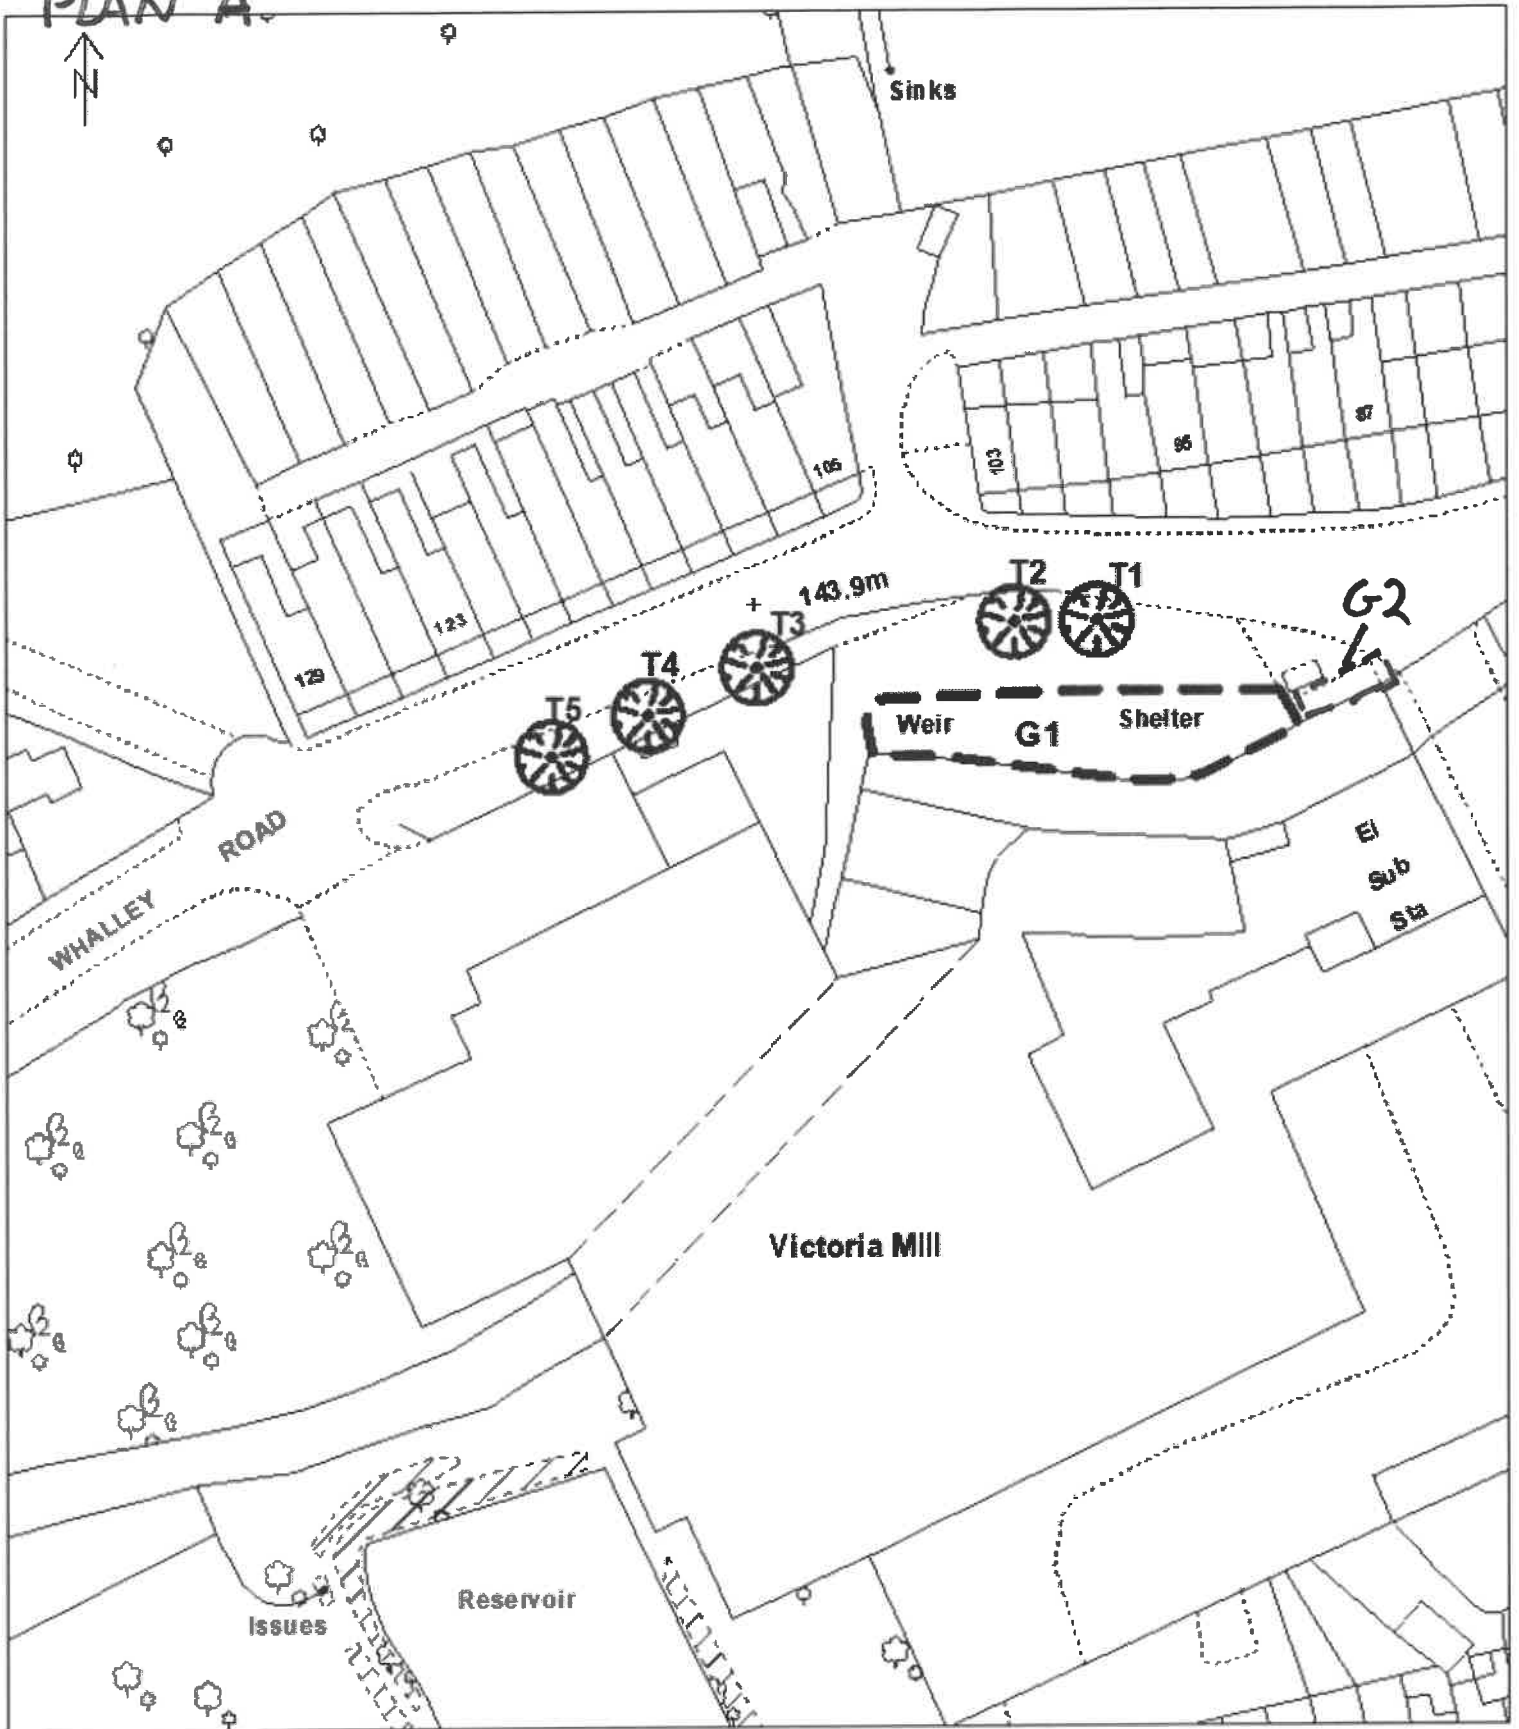 PLAN A.
N
Sinks
87
95
103
105
T2
T1
143.9m
G2
T3
123
T4
129
T5
Weir
G1
Shelter
ROAD
WHALLEY
El
Sub
Sta
Victoria Mill
Reservoir
Issues